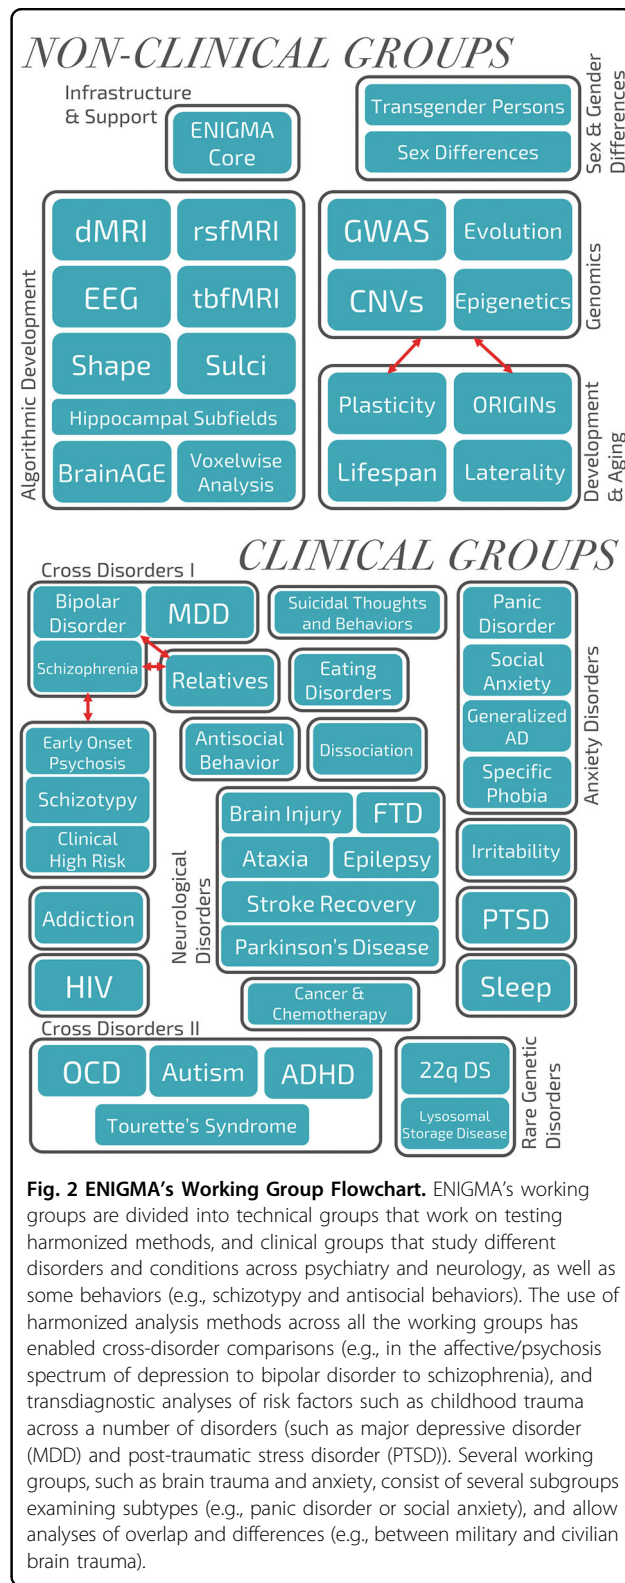 NON-CLINICAL GROUPS
Infrastructure
& Support
ENIGMA
Core
Transgender Persons
Sex Differences
Sex & Gender
Differences
Algorithmic Development
dMRI
rsfMRI
EEG
tbfMRI
Shape
Sulci
Hippocampal Subfields
BrainAGE
Voxelwise
Analysis
GWAS
Evolution
CNVs
Epigenetics
Genomics
Plasticity
ORIGINs
Lifespan
Laterality
Development
& Aging
CLINICAL GROUPS
Cross Disorders I
Bipolar
Disorder
MDD
Schizophrenia
Relatives
Suicidal Thoughts
and Behaviors
Eating
Disorders
Panic
Disorder
Social
Anxiety
Generalized
AD
Specific
Phobia
Anxiety Disorders
Early Onset
Psychosis
Schizotypy
Clinical
High Risk
Antisocial
Behavior
Dissociation
Neurological
Disorders
Brain Injury
FTD
Ataxia
Epilepsy
Stroke Recovery
Parkinson's Disease
Irritability
PTSD
Sleep
Addiction
HIV
Cancer &
Chemotherapy
Cross Disorders II
OCD
Autism
ADHD
Tourette's Syndrome
22q DS
Lysosomal
Storage Disease
Rare Genetic
Disorders
Fig. 2 ENIGMA's Working Group Flowchart. ENIGMA's working
groups are divided into technical groups that work on testing
harmonized methods, and clinical groups that study different
disorders and conditions across psychiatry and neurology, as well as
some behaviors (e.g., schizotypy and antisocial behaviors). The use of
harmonized analysis methods across all the working groups has
enabled cross-disorder comparisons (e.g., in the affective/psychosis
spectrum of depression to bipolar disorder to schizophrenia), and
transdiagnostic analyses of risk factors such as childhood trauma
across a number of disorders (such as major depressive disorder
(MDD) and post-traumatic stress disorder (PTSD)). Several working
groups, such as brain trauma and anxiety, consist of several subgroups
examining subtypes (e.g., panic disorder or social anxiety), and allow
analyses of overlap and differences (e.g., between military and civilian
brain trauma).